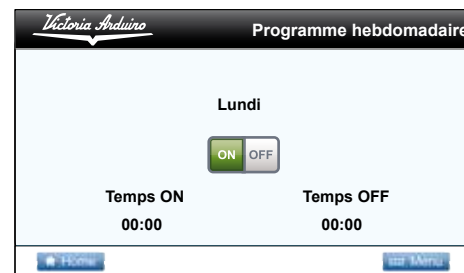 Victoria Arduino
Programme hebdomadaire
Lundi
ON OFF
Temps ON Temps OFF
00:00 00:00
Home Menu